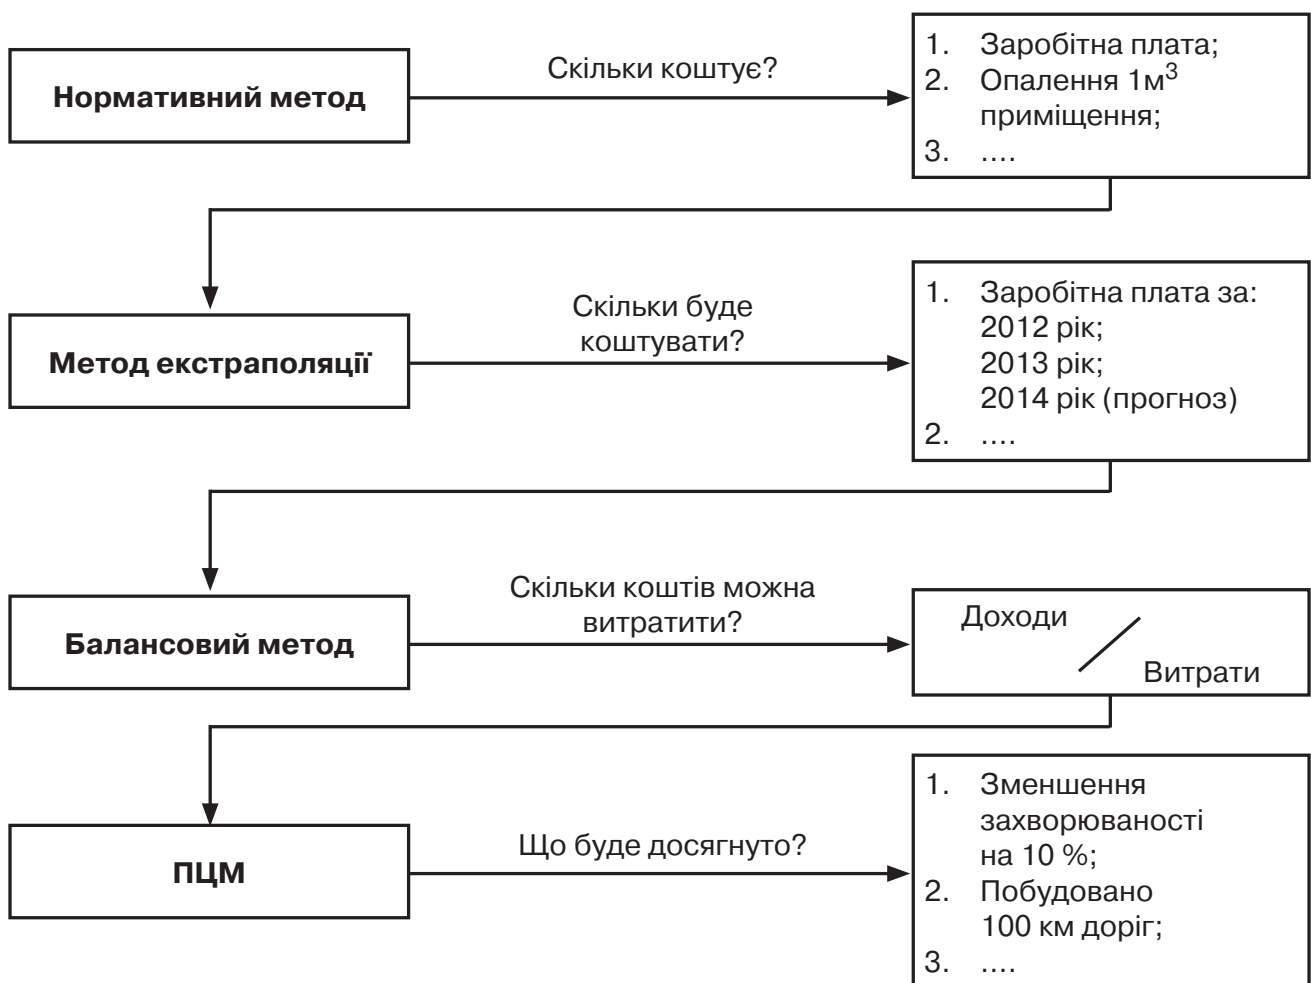 Нормативний метод
Скільки коштує?
1. Заробітна плата;
2. Опалення 1м³
приміщення;
3. ....
Метод екстраполяції
Скільки буде
коштувати?
1. Заробітна плата за:
2012 рік;
2013 рік;
2014 рік (прогноз)
2. ....
Балансовий метод
Скільки коштів можна
витратити?
Доходи
Витрати
ПЦМ
Що буде досягнуто?
1. Зменшення
захворюваності
на 10 %;
2. Побудовано
100 км доріг;
3. ....